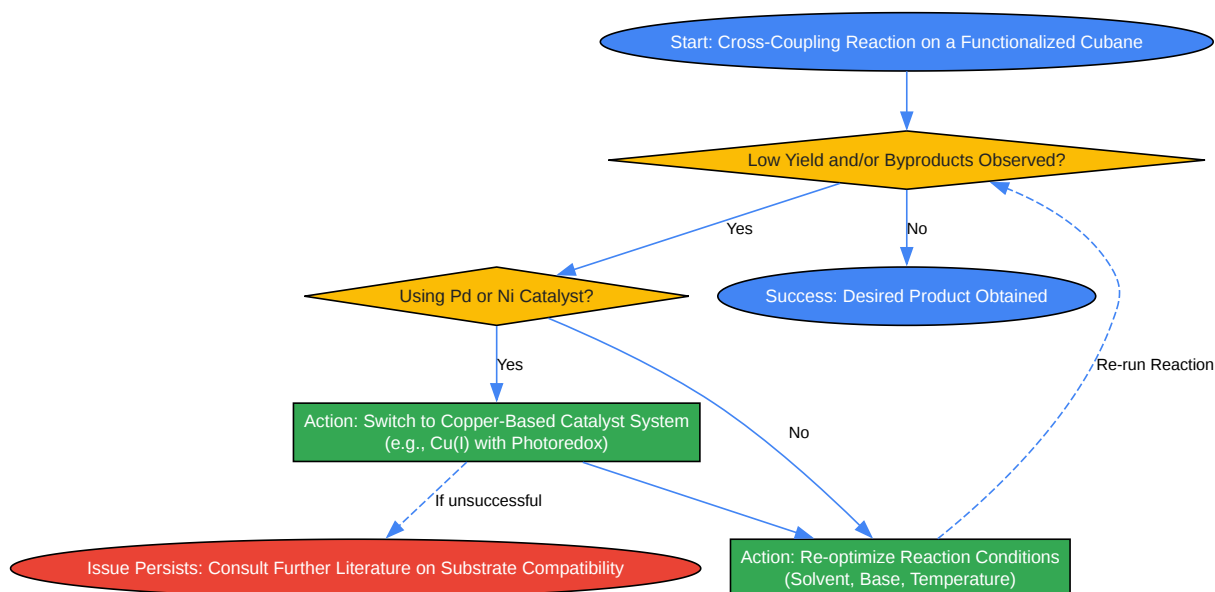 Start: Cross-Coupling Reaction on a Functionalized Cubane
Low Yield and/or Byproducts Observed?
Yes
No
Using Pd or Ni Catalyst?
Success: Desired Product Obtained
Yes
Re-run Reaction
Action: Switch to Copper-Based Catalyst System
(e.g., Cu(I) with Photoredox)
No
If unsuccessful
Issue Persists: Consult Further Literature on Substrate Compatibility
Action: Re-optimize Reaction Conditions
(Solvent, Base, Temperature)